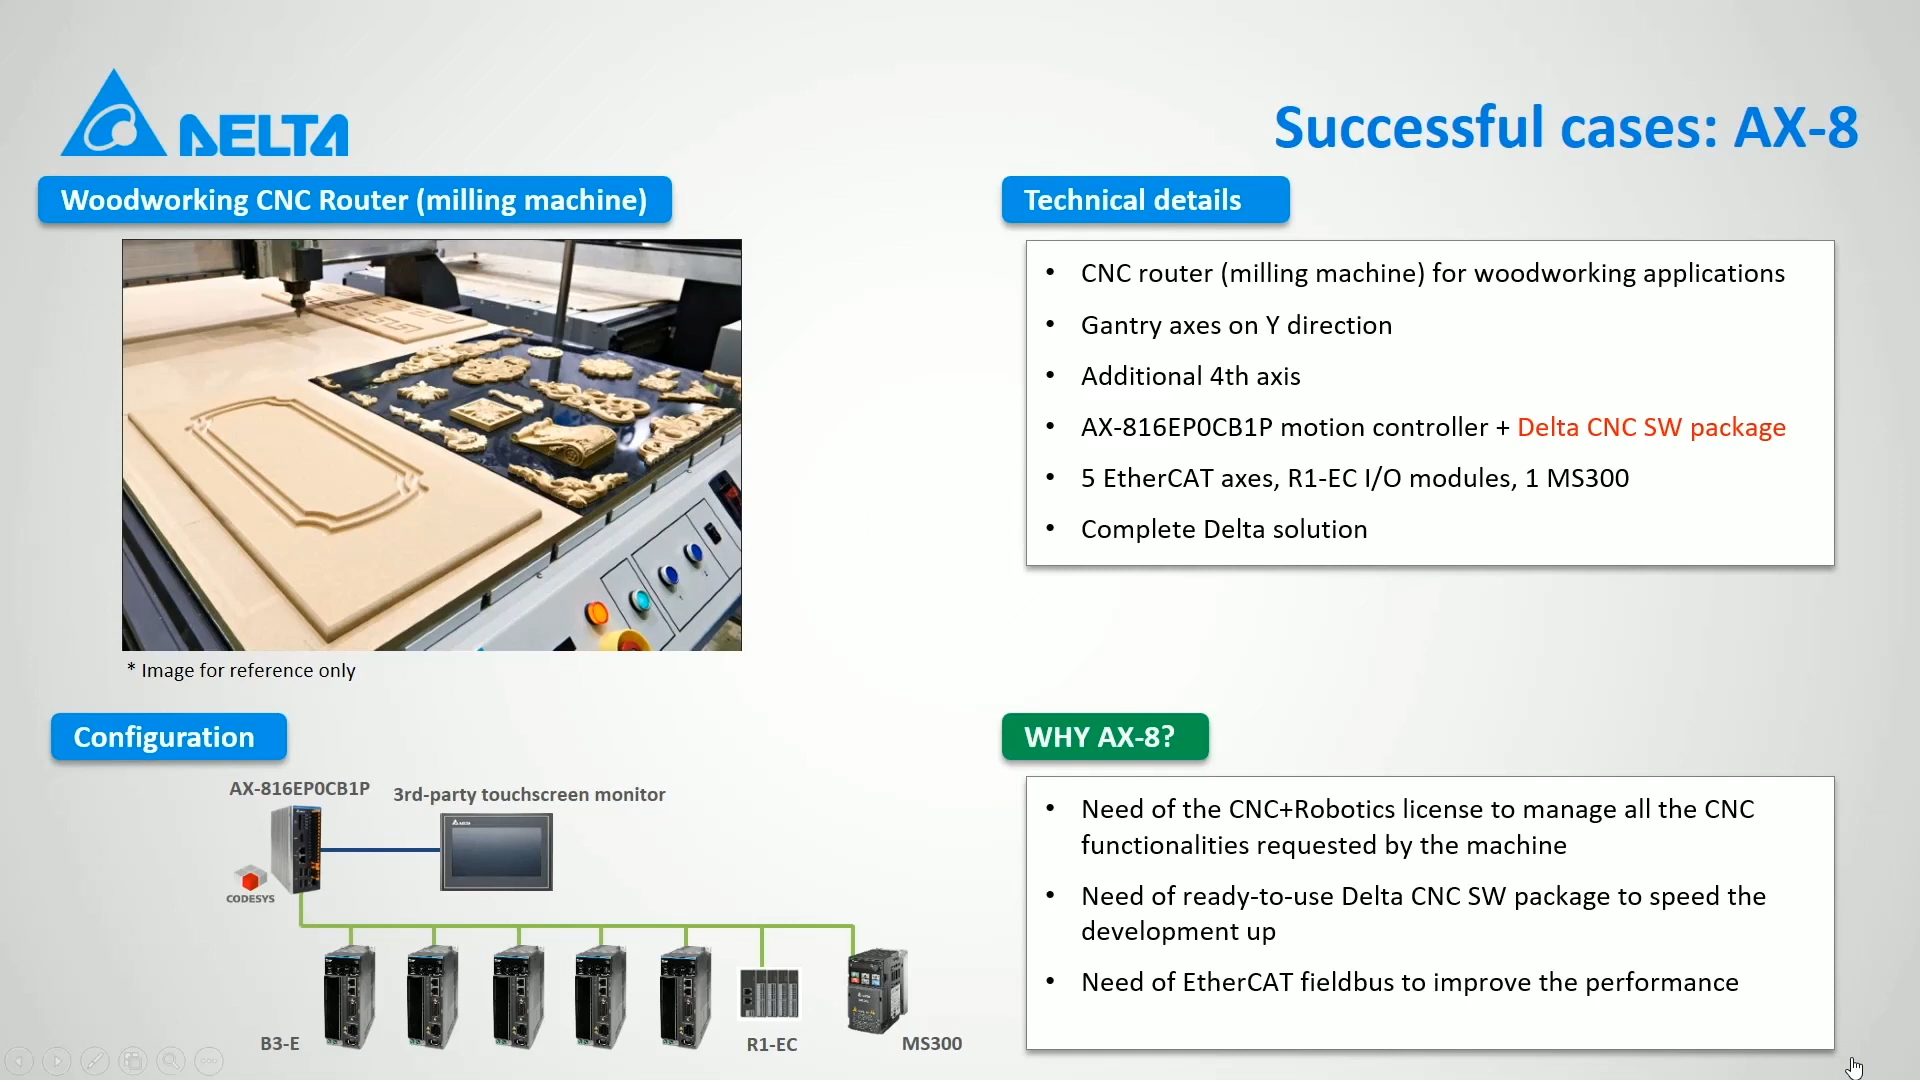 DELTA
Successful cases: AX-8
Woodworking CNC Router (milling machine)
* Image for reference only
Technical details
• CNC router (milling machine) for woodworking applications
• Gantry axes on Y direction
• Additional 4th axis
• AX-816EP0CB1P motion controller + Delta CNC SW package
• 5 EtherCAT axes, R1-EC I/O modules, 1 MS300
• Complete Delta solution
Configuration
AX-816EP0CB1P
3rd-party touchscreen monitor
DELTA
CODESYS
B3-E
R1-EC
MS300
WHY AX-8?
• Need of the CNC+Robotics license to manage all the CNC
functionalities requested by the machine
• Need of ready-to-use Delta CNC SW package to speed the
development up
• Need of EtherCAT fieldbus to improve the performance